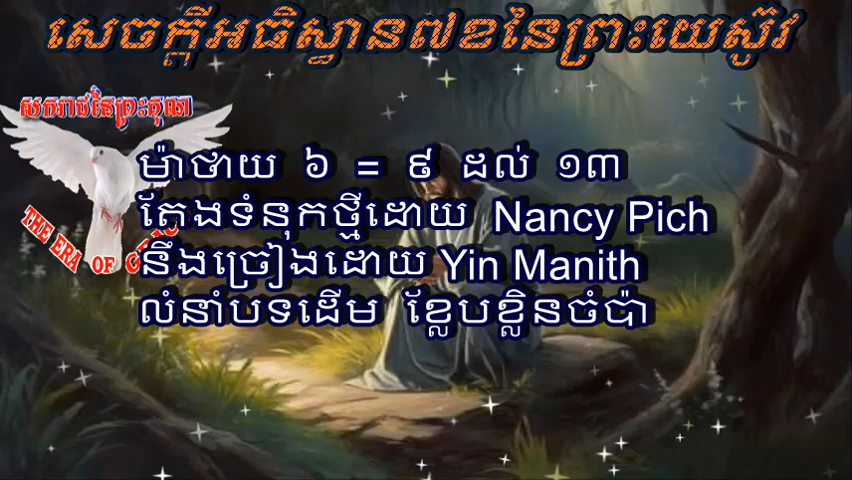 សេចក្តីអធិស្ឋាន៧ខនៃព្រះយេស៊ូវ
សករាជនៃព្រះគុណ
THE ERA OF
ម៉ាថាយ ៦ = ៩ ដល់ ១៣
តែងទំនុកថ្មីដោយ Nancy Pich
នឹងច្រៀងដោយ Yin Manith
លំនាំបទដើម ខ្លែបខ្លិនចំប៉ា